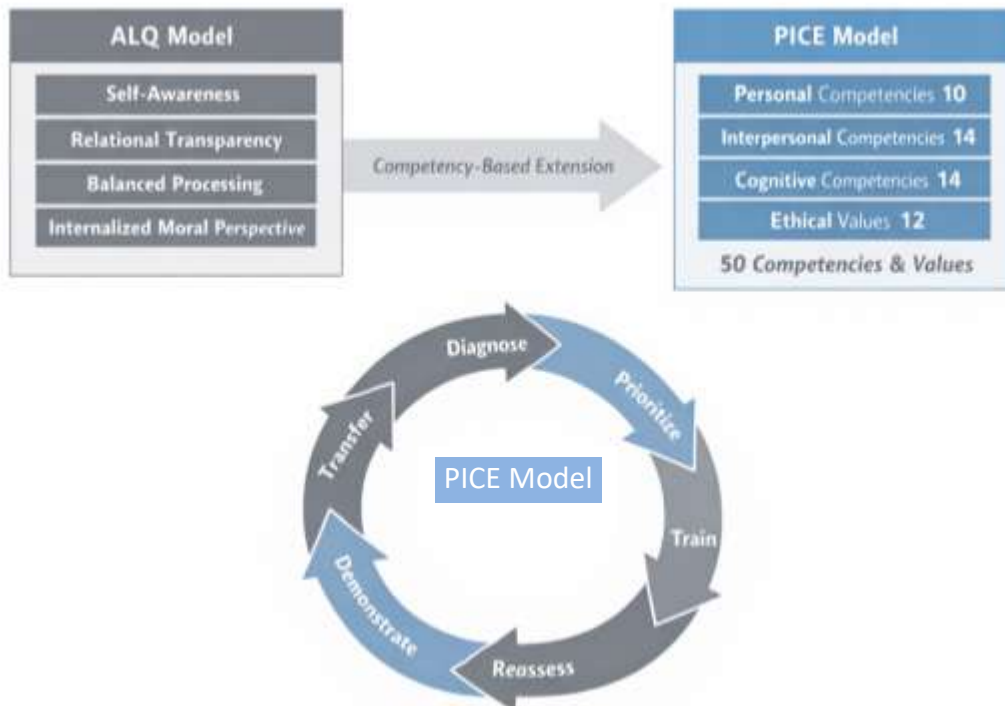 ALQ Model
Self-Awareness
Relational Transparency
Balanced Processing
Internalized Moral Perspective
Competency-Based Extension
PICE Model
Personal Competencies 10
Interpersonal Competencies 14
Cognitive Competencies 14
Ethical Values 12
50 Competencies & Values
Diagnose
Prioritize
Train
Reassess
Demonstrate
Transfer
PICE Model